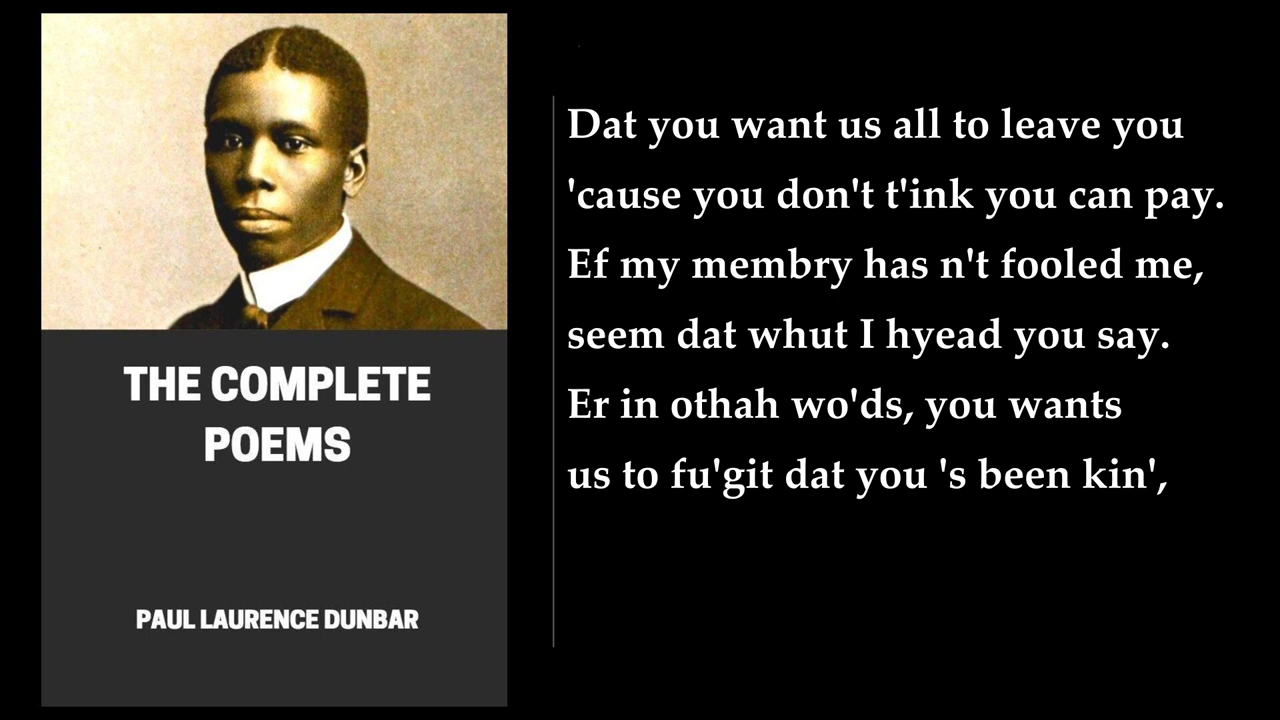 THE COMPLETE
POEMS
PAUL LAURENCE DUNBAR
Dat you want us all to leave you
'cause you don't t'ink you can pay.
Ef my membry has n't fooled me,
seem dat whut I hyead you say.
Er in othah wo'ds, you wants
us to fu'git dat you 's been kin',